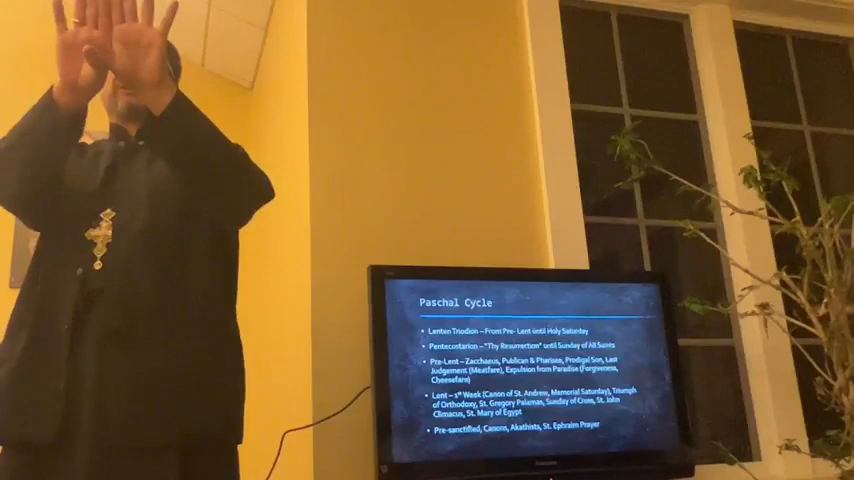 Paschal Cycle
• Lenten Triodion – From Pre- Lent until Holy Saturday
• Pentecostarion – "Thy Resurrection" until Sunday of All Saints
• Pre-Lent – Zacchaeus, Publican & Pharisee, Prodigal Son, Last
Judgement (Meatfare), Expulsion from Paradise (Forgiveness,
Cheesefare)
• Lent – 1st Week (Canon of St. Andrew, Memorial Saturday), Triumph
of Orthodoxy, St. Gregory Palamas, Sunday of Cross, St. John
Climacus, St. Mary of Egypt
• Pre-sanctified, Canons, Akathists, St. Ephraim Prayer